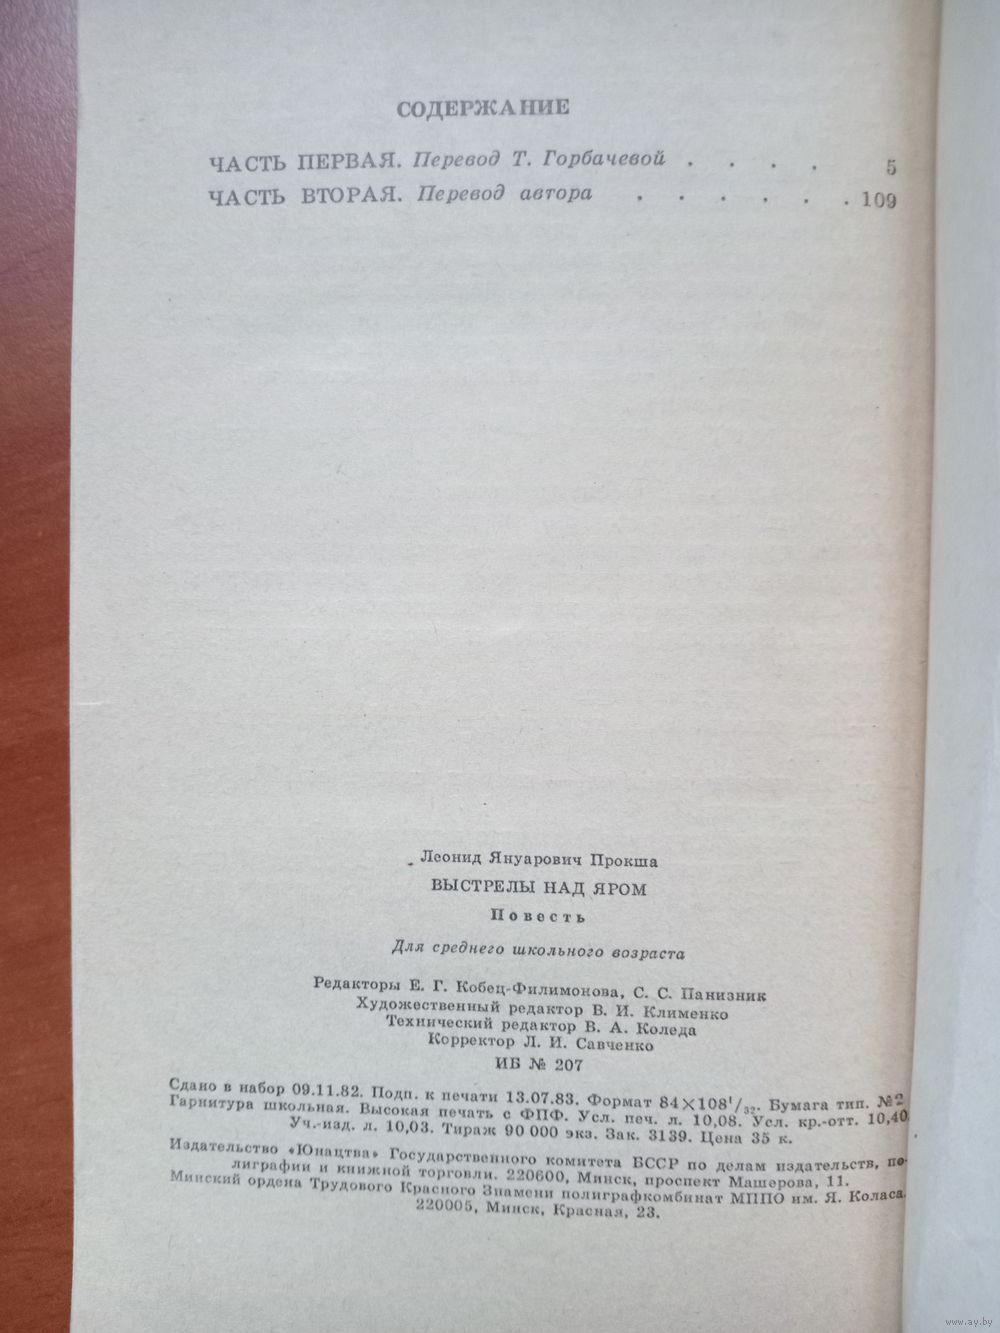 СОДЕРЖАНИЕ
ЧАСТЬ ПЕРВАЯ. Перевод Т. Горбачевой . . . . 5
ЧАСТЬ ВТОРАЯ. Перевод автора . . . . . . 109
Леонид Януарович Прокша
ВЫСТРЕЛЫ НАД ЯРОМ
Повесть
Для среднего школьного возраста
Редакторы Е. Г. Кобец-Филимонова, С. С. Панизник
Художественный редактор В. И. Клименко
Технический редактор В. А. Коледа
Корректор Л. И. Савченко
ИБ № 207
Сдано в набор 09.11.82. Подп. к печати 13.07.83. Формат 84×108¹/₃₂. Бумага тип. №2
Гарнитура школьная. Высокая печать с ФПФ. Усл. печ. л. 10,08. Усл. кр.-отт. 10,40
Уч.-изд. л. 10,03. Тираж 90 000 экз. Зак. 3139. Цена 35 к.
Издательство «Юнацтва» Государственного комитета БССР по делам издательств, по-
лиграфии и книжной торговли. 220600, Минск, проспект Машерова, 11.
Минский ордена Трудового Красного Знамени полиграфкомбинат МППО им. Я. Коласа.
220005, Минск, Красная, 23.
www.ay.by